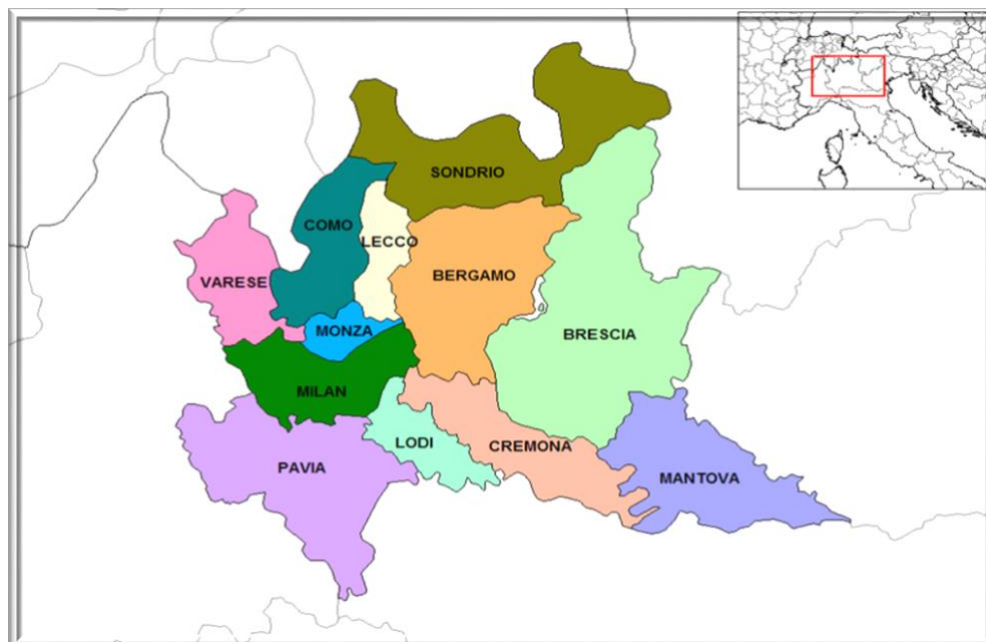 SONDRIO
COMO
LECCO
VARESE
BERGAMO
MONZA
BRESCIA
MILAN
LODI
CREMONA
PAVIA
MANTOVA